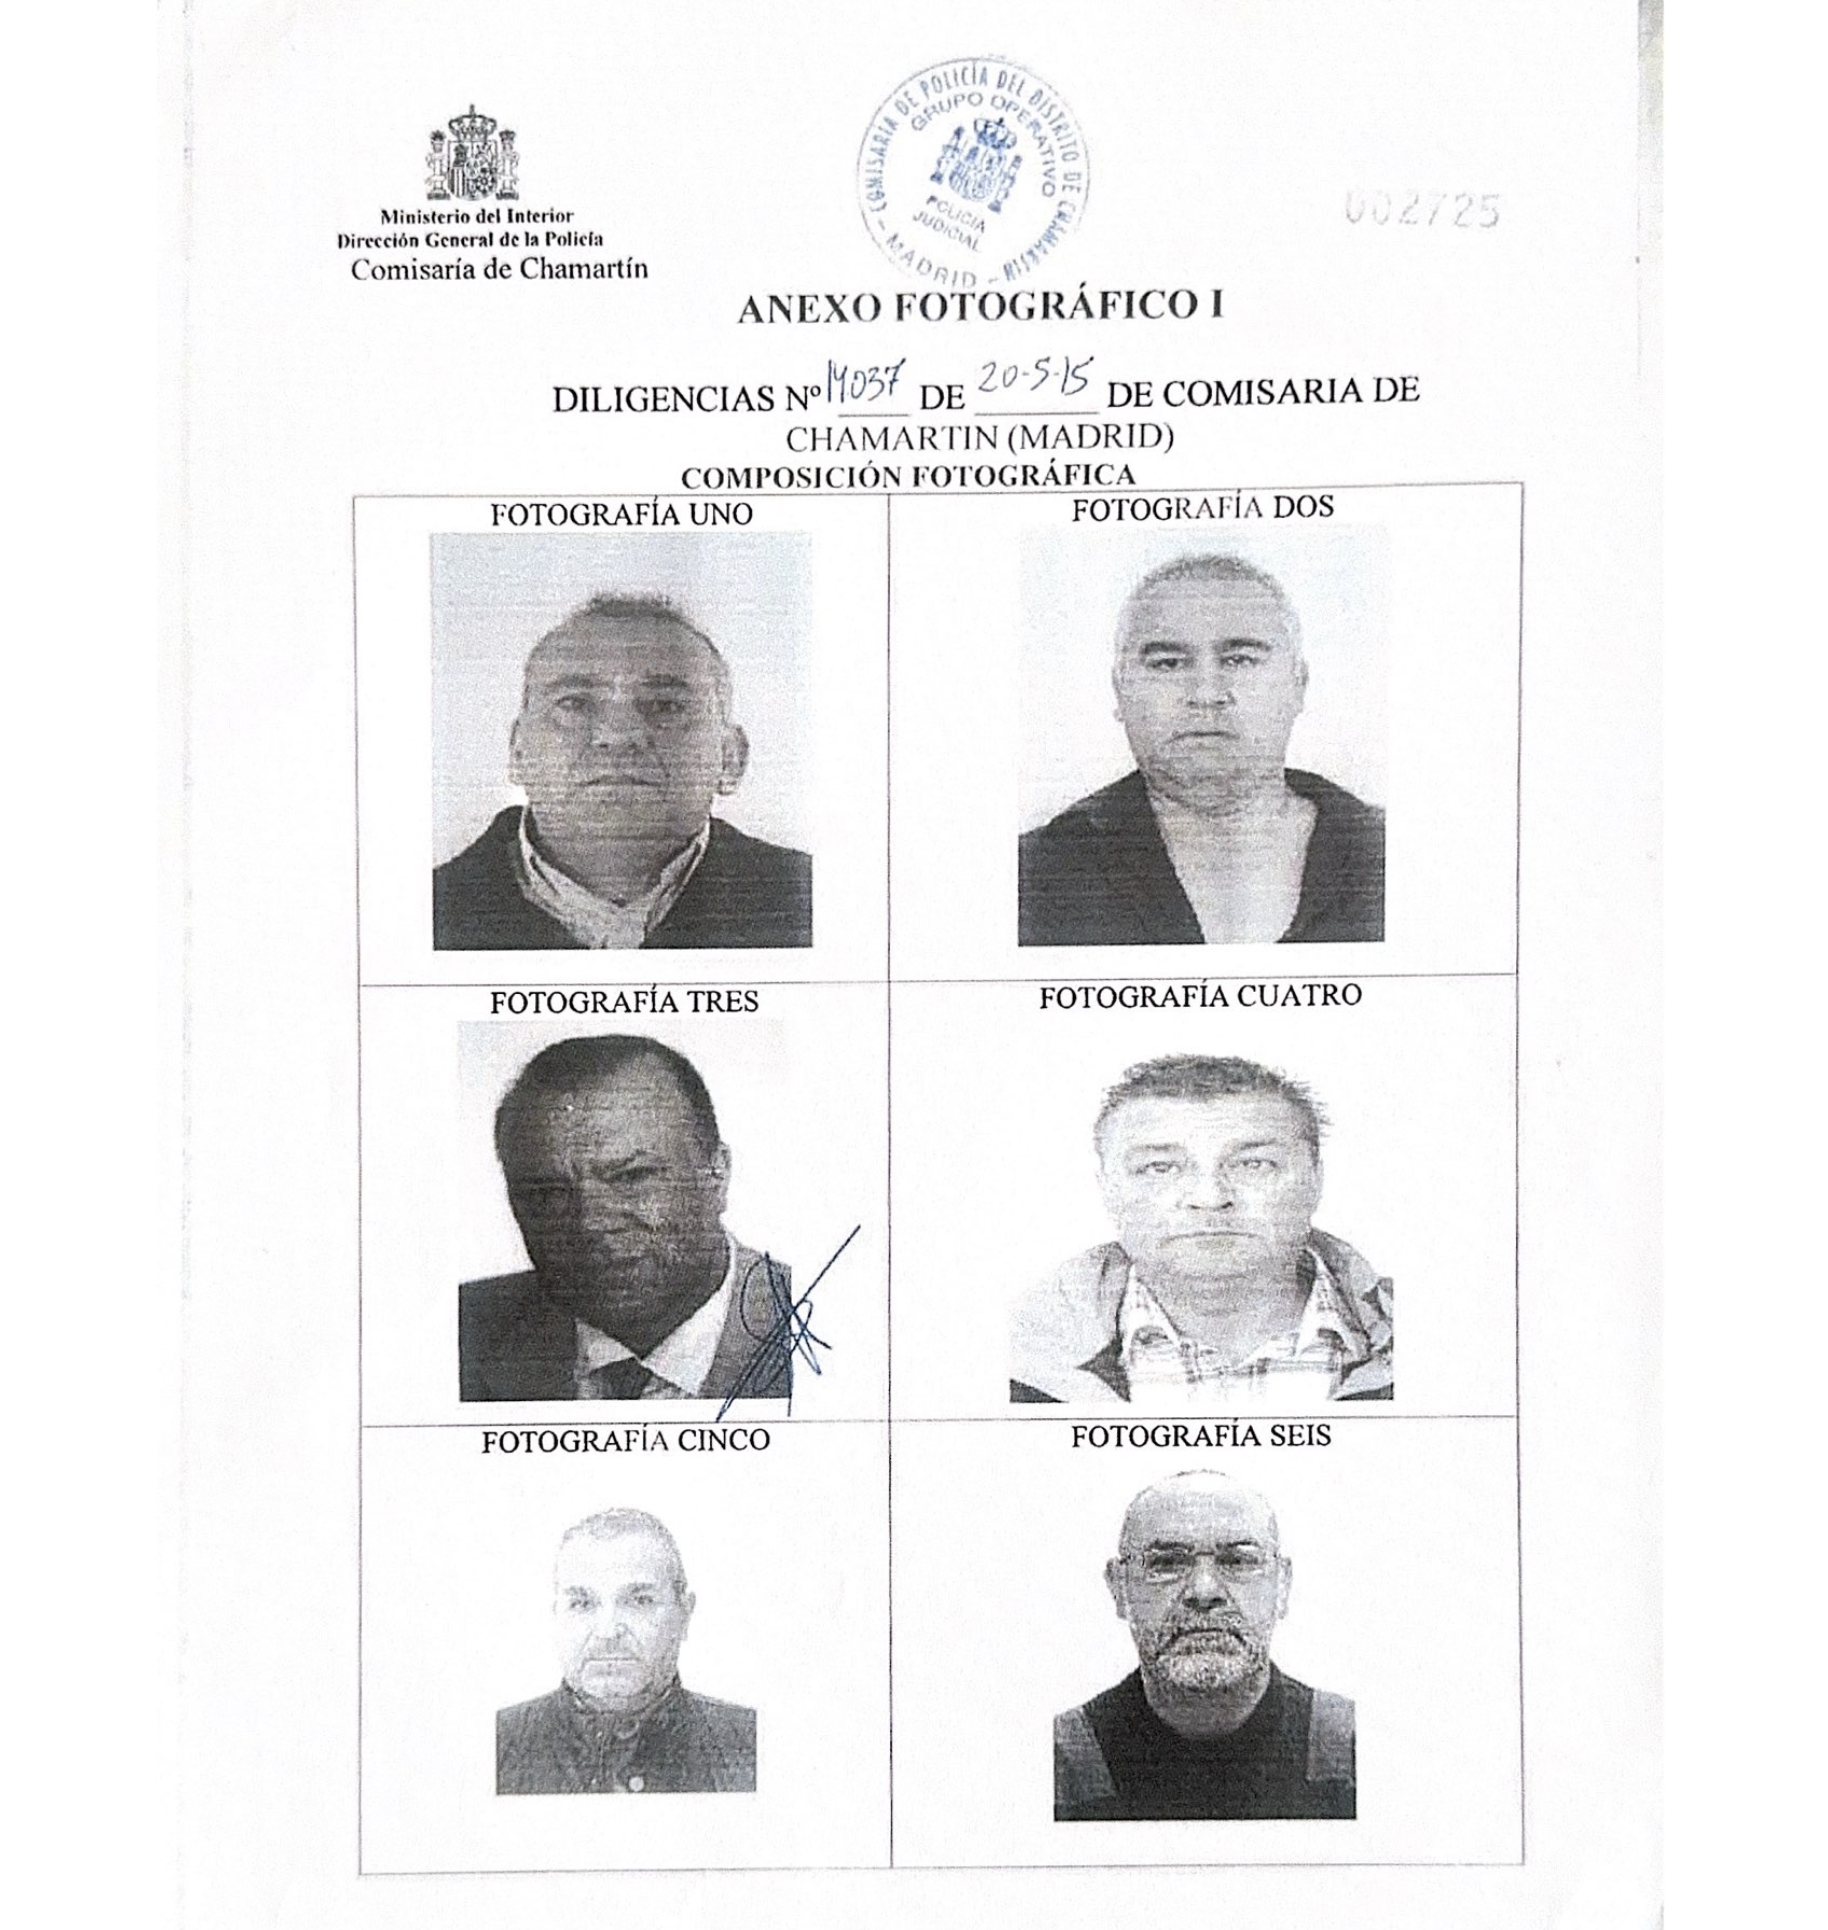 COMISARIA DE POLICÍA DEL DISTRITO DE CHAMARTIN
- MADRID -
GRUPO OPERATIVO
POLICIA
JUDICIAL
Ministerio del Interior
Dirección General de la Policía
Comisaría de Chamartín
002725
ANEXO FOTOGRÁFICO I
DILIGENCIAS Nº 14037 DE 20-5-15 DE COMISARIA DE
CHAMARTIN (MADRID)
COMPOSICIÓN FOTOGRÁFICA
FOTOGRAFÍA UNO
FOTOGRAFÍA DOS
FOTOGRAFÍA TRES
FOTOGRAFÍA CUATRO
FOTOGRAFÍA CINCO
FOTOGRAFÍA SEIS